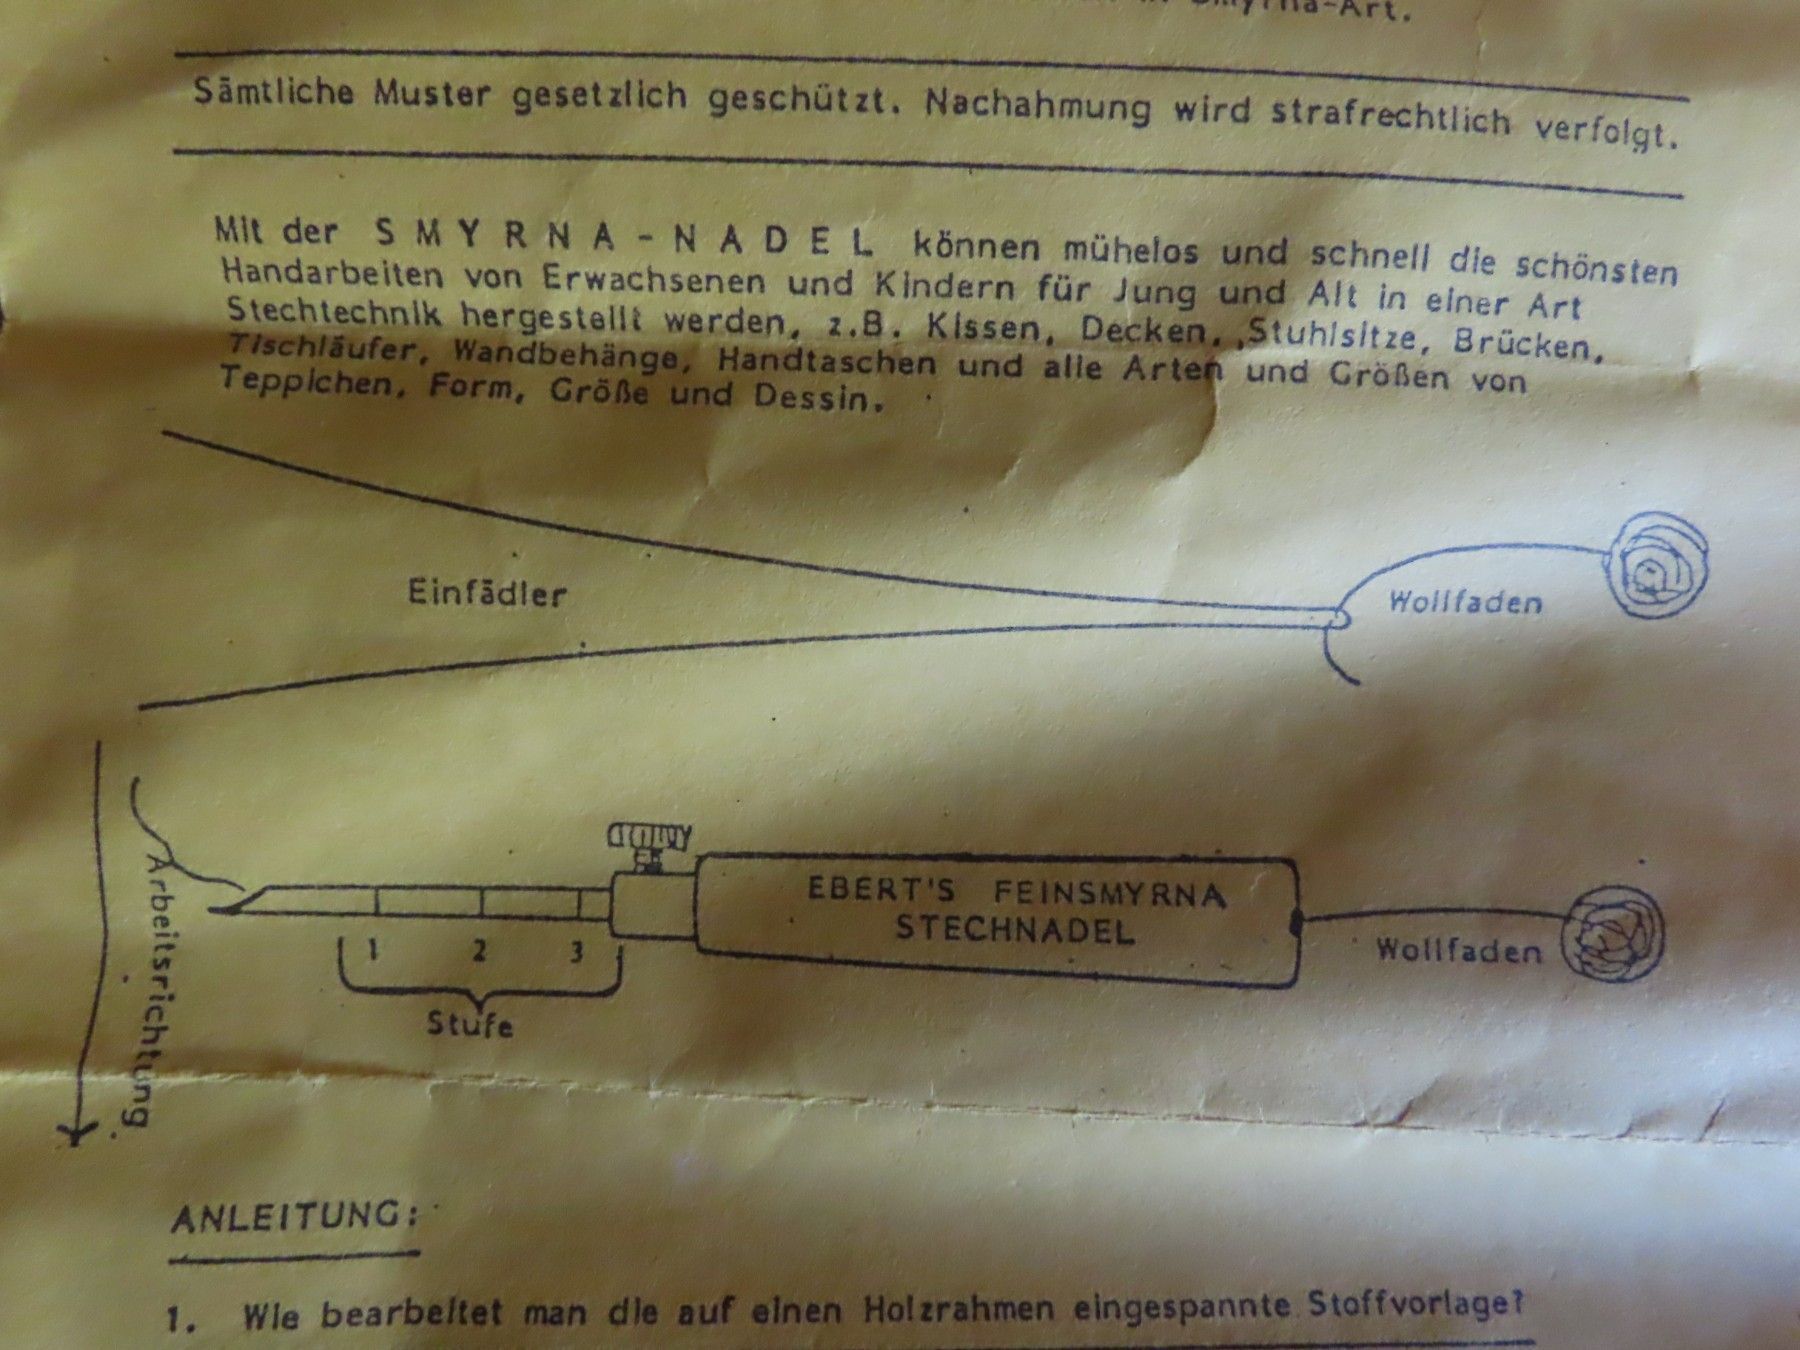 Smyrna-Art.
Sämtliche Muster gesetzlich geschützt. Nachahmung wird strafrechtlich verfolgt.
Mit der SMYRNA-NADEL können mühelos und schnell die schönsten
Handarbeiten von Erwachsenen und Kindern für Jung und Alt in einer Art
Stechtechnik hergestellt werden, z.B. Kissen, Decken, ,Stuhlsitze, Brücken,
Tischläufer, Wandbehänge, Handtaschen und alle Arten und Größen von
Teppichen, Form, Größe und Dessin.
Einfädler
Wollfaden
Arbeitsrichtung
EBERT'S FEINSMYRNA
STECHNADEL
1 2 3
Stufe
Wollfaden
ANLEITUNG:
1. Wie bearbeitet man die auf einen Holzrahmen eingespannte Stoffvorlage?